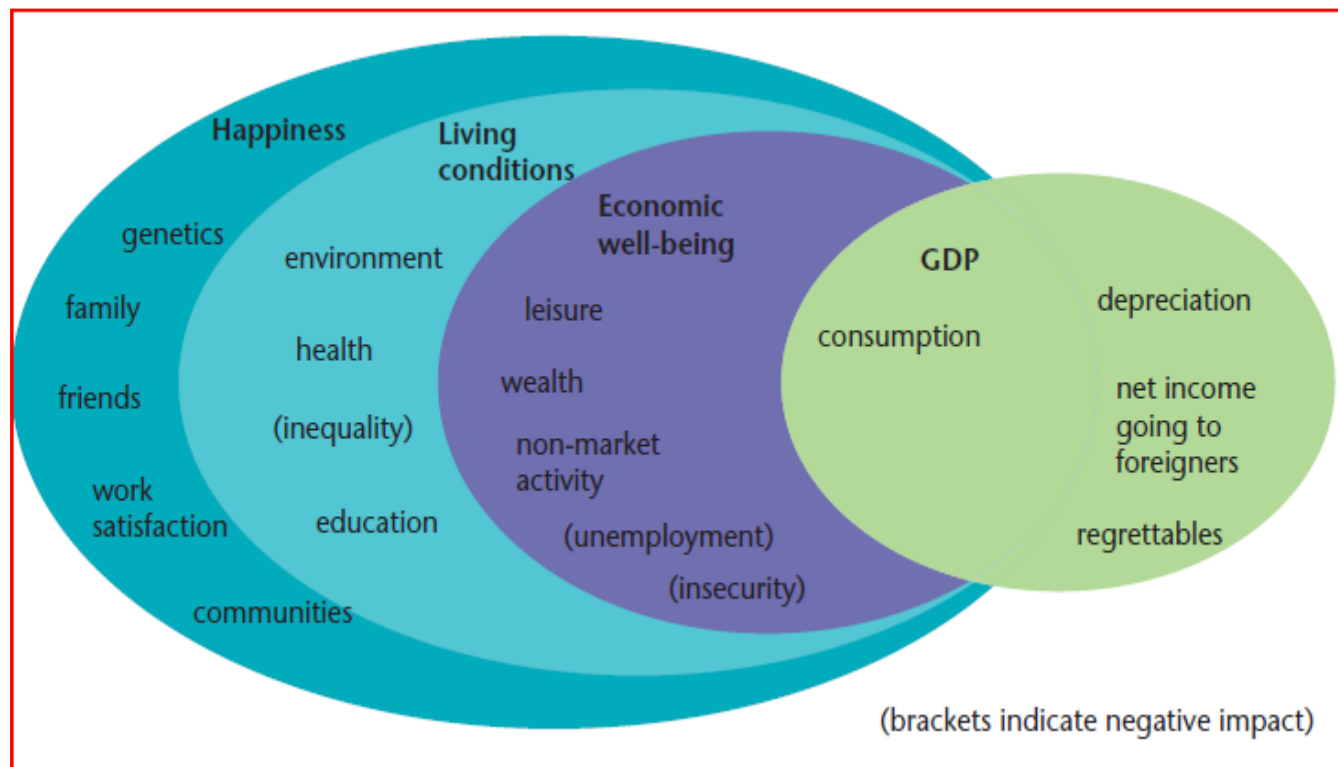 Happiness
genetics
family
friends
work
satisfaction
communities
Living
conditions
environment
health
(inequality)
education
Economic
well-being
leisure
wealth
non-market
activity
(unemployment)
(insecurity)
GDP
consumption
depreciation
net income
going to
foreigners
regrettables
(brackets indicate negative impact)